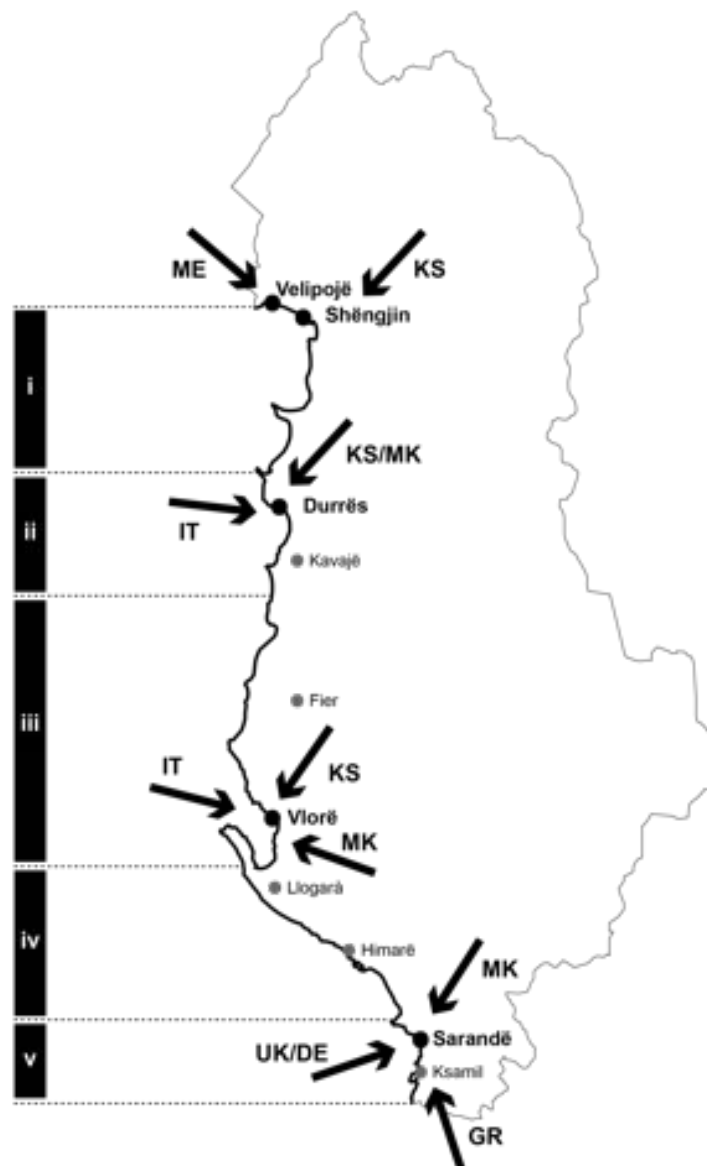 ME
KS
Velipojë
Shëngjin
i
KS/MK
ii
IT
Durrës
Kavajë
iii
Fier
IT
KS
Vlorë
MK
Llogarà
iv
Himarë
MK
Sarandë
UK/DE
v
Ksamil
GR